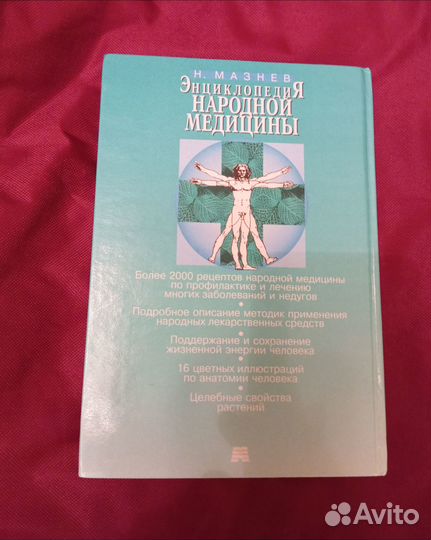 Н. МАЗНЕВ
ЭНЦИКЛОПЕДИЯ
НАРОДНОЙ
МЕДИЦИНЫ
Более 2000 рецептов народной медицины
по профилактике и лечению
многих заболеваний и недугов
•
Подробное описание методик применения
народных лекарственных средств
•
Поддержание и сохранение
жизненной энергии человека
•
16 цветных иллюстраций
по анатомии человека
•
Целебные свойства
растений
Avito